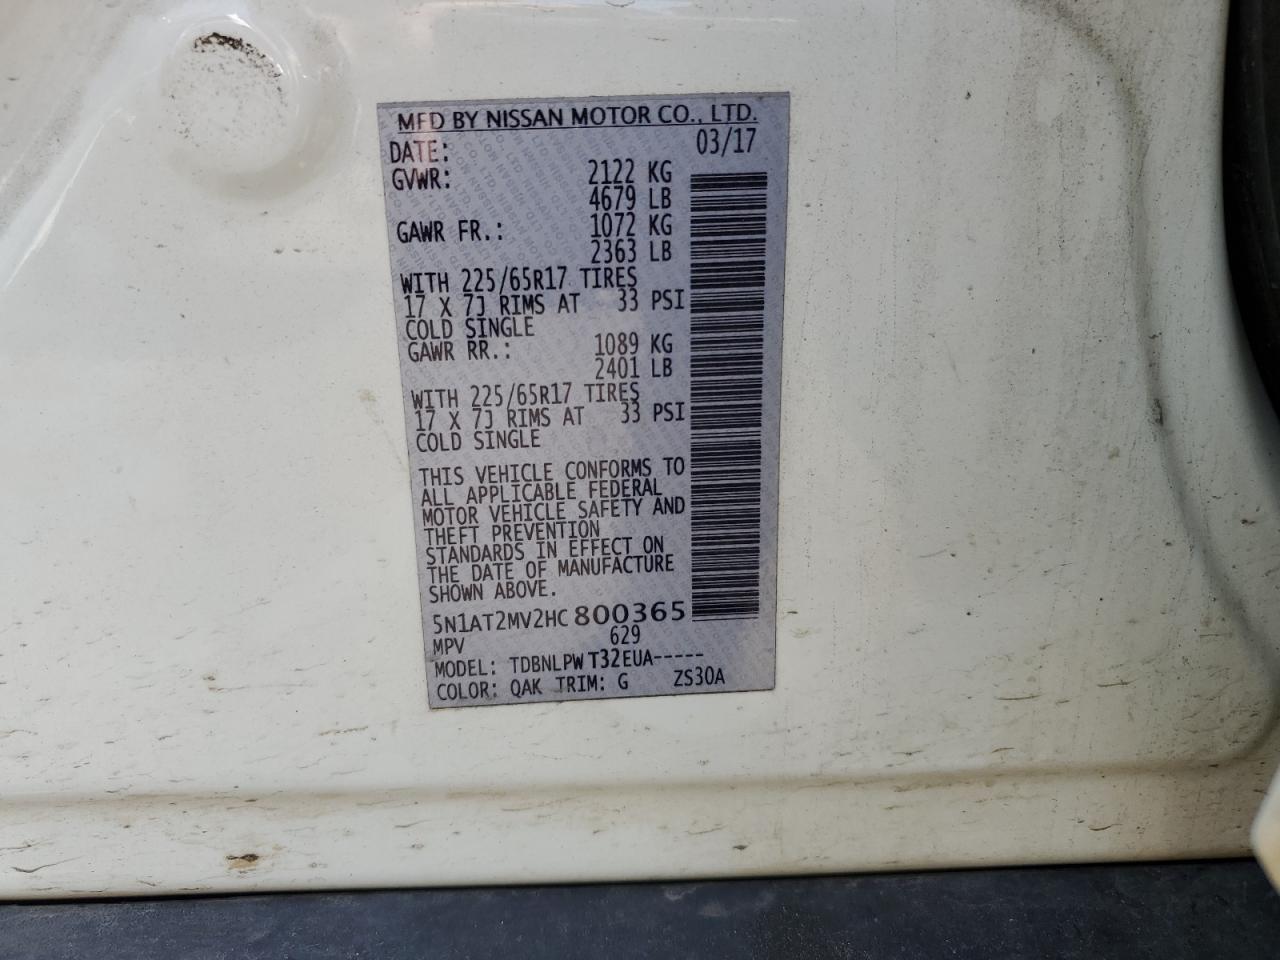 MFD BY NISSAN MOTOR CO., LTD.
DATE: 03/17
GVWR: 2122 KG
4679 LB
GAWR FR.: 1072 KG
2363 LB
WITH 225/65R17 TIRES
17 X 7J RIMS AT 33 PSI
COLD SINGLE
GAWR RR.: 1089 KG
2401 LB
WITH 225/65R17 TIRES
17 X 7J RIMS AT 33 PSI
COLD SINGLE
THIS VEHICLE CONFORMS TO
ALL APPLICABLE FEDERAL
MOTOR VEHICLE SAFETY AND
THEFT PREVENTION
STANDARDS IN EFFECT ON
THE DATE OF MANUFACTURE
SHOWN ABOVE.
5N1AT2MV2HC800365
MPV 629
MODEL: TDBNLPWT32EUA-----
COLOR: QAK TRIM: G ZS30A